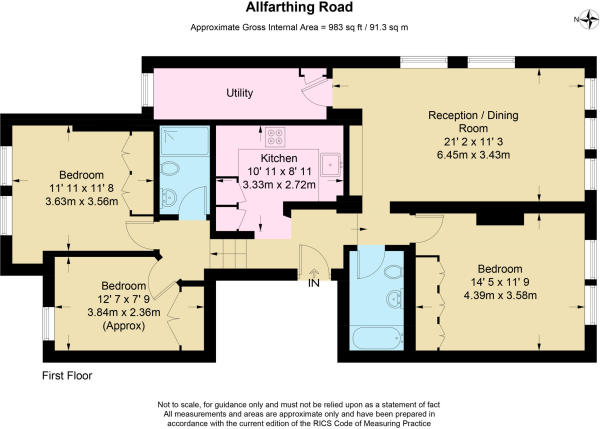 Allfarthing Road
Approximate Gross Internal Area = 983 sq ft / 91.3 sq m
N
Utility
Reception / Dining
Room
21' 2 x 11' 3
6.45m x 3.43m
Kitchen
10' 11 x 8' 11
3.33m x 2.72m
Bedroom
11' 11 x 11' 8
3.63m x 3.56m
Bedroom
14' 5 x 11' 9
4.39m x 3.58m
Bedroom
12' 7 x 7' 9
3.84m x 2.36m
(Approx)
IN
First Floor
Not to scale, for guidance only and must not be relied upon as a statement of fact
All measurements and areas are approximate only and have been prepared in
accordance with the current edition of the RICS Code of Measuring Practice